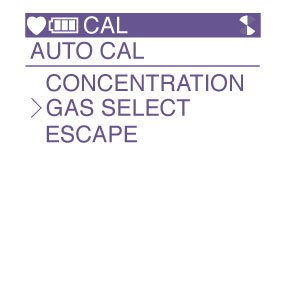 CAL
AUTO CAL
CONCENTRATION
GAS SELECT
ESCAPE